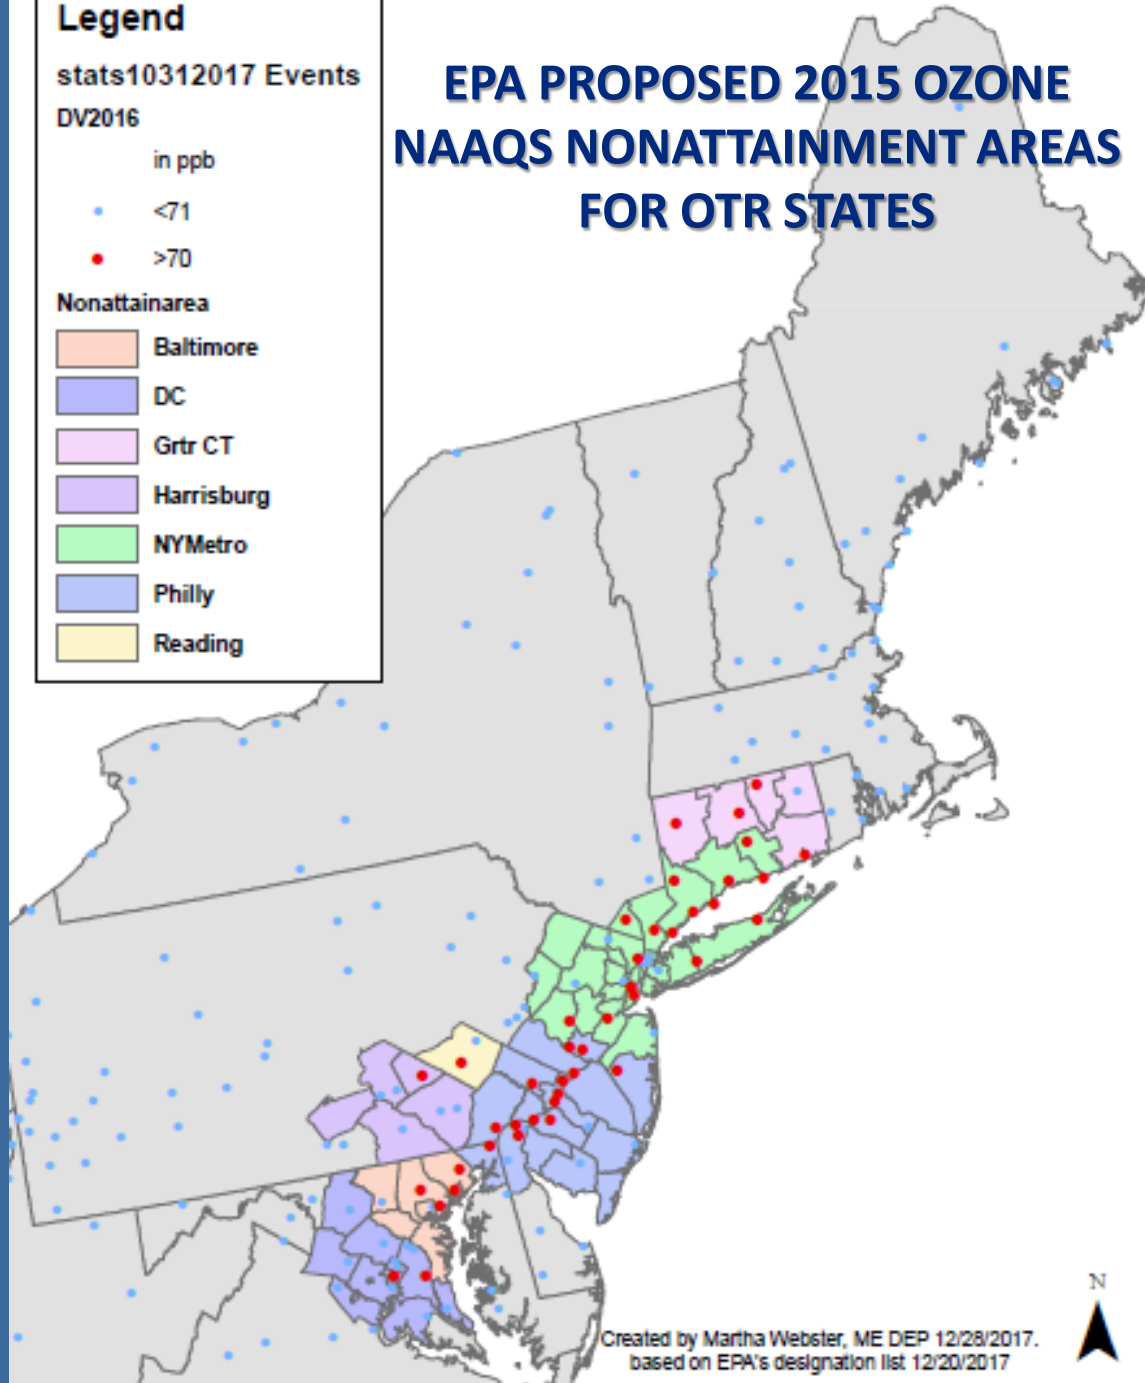 Legend
stats10312017 Events
DV2016
in ppb
<71
>70
Nonattainarea
Baltimore
DC
Grtr CT
Harrisburg
NYMetro
Philly
Reading
EPA PROPOSED 2015 OZONE
NAAQS NONATTAINMENT AREAS
FOR OTR STATES
N
Created by Martha Webster, ME DEP 12/28/2017.
based on EPA's designation list 12/20/2017